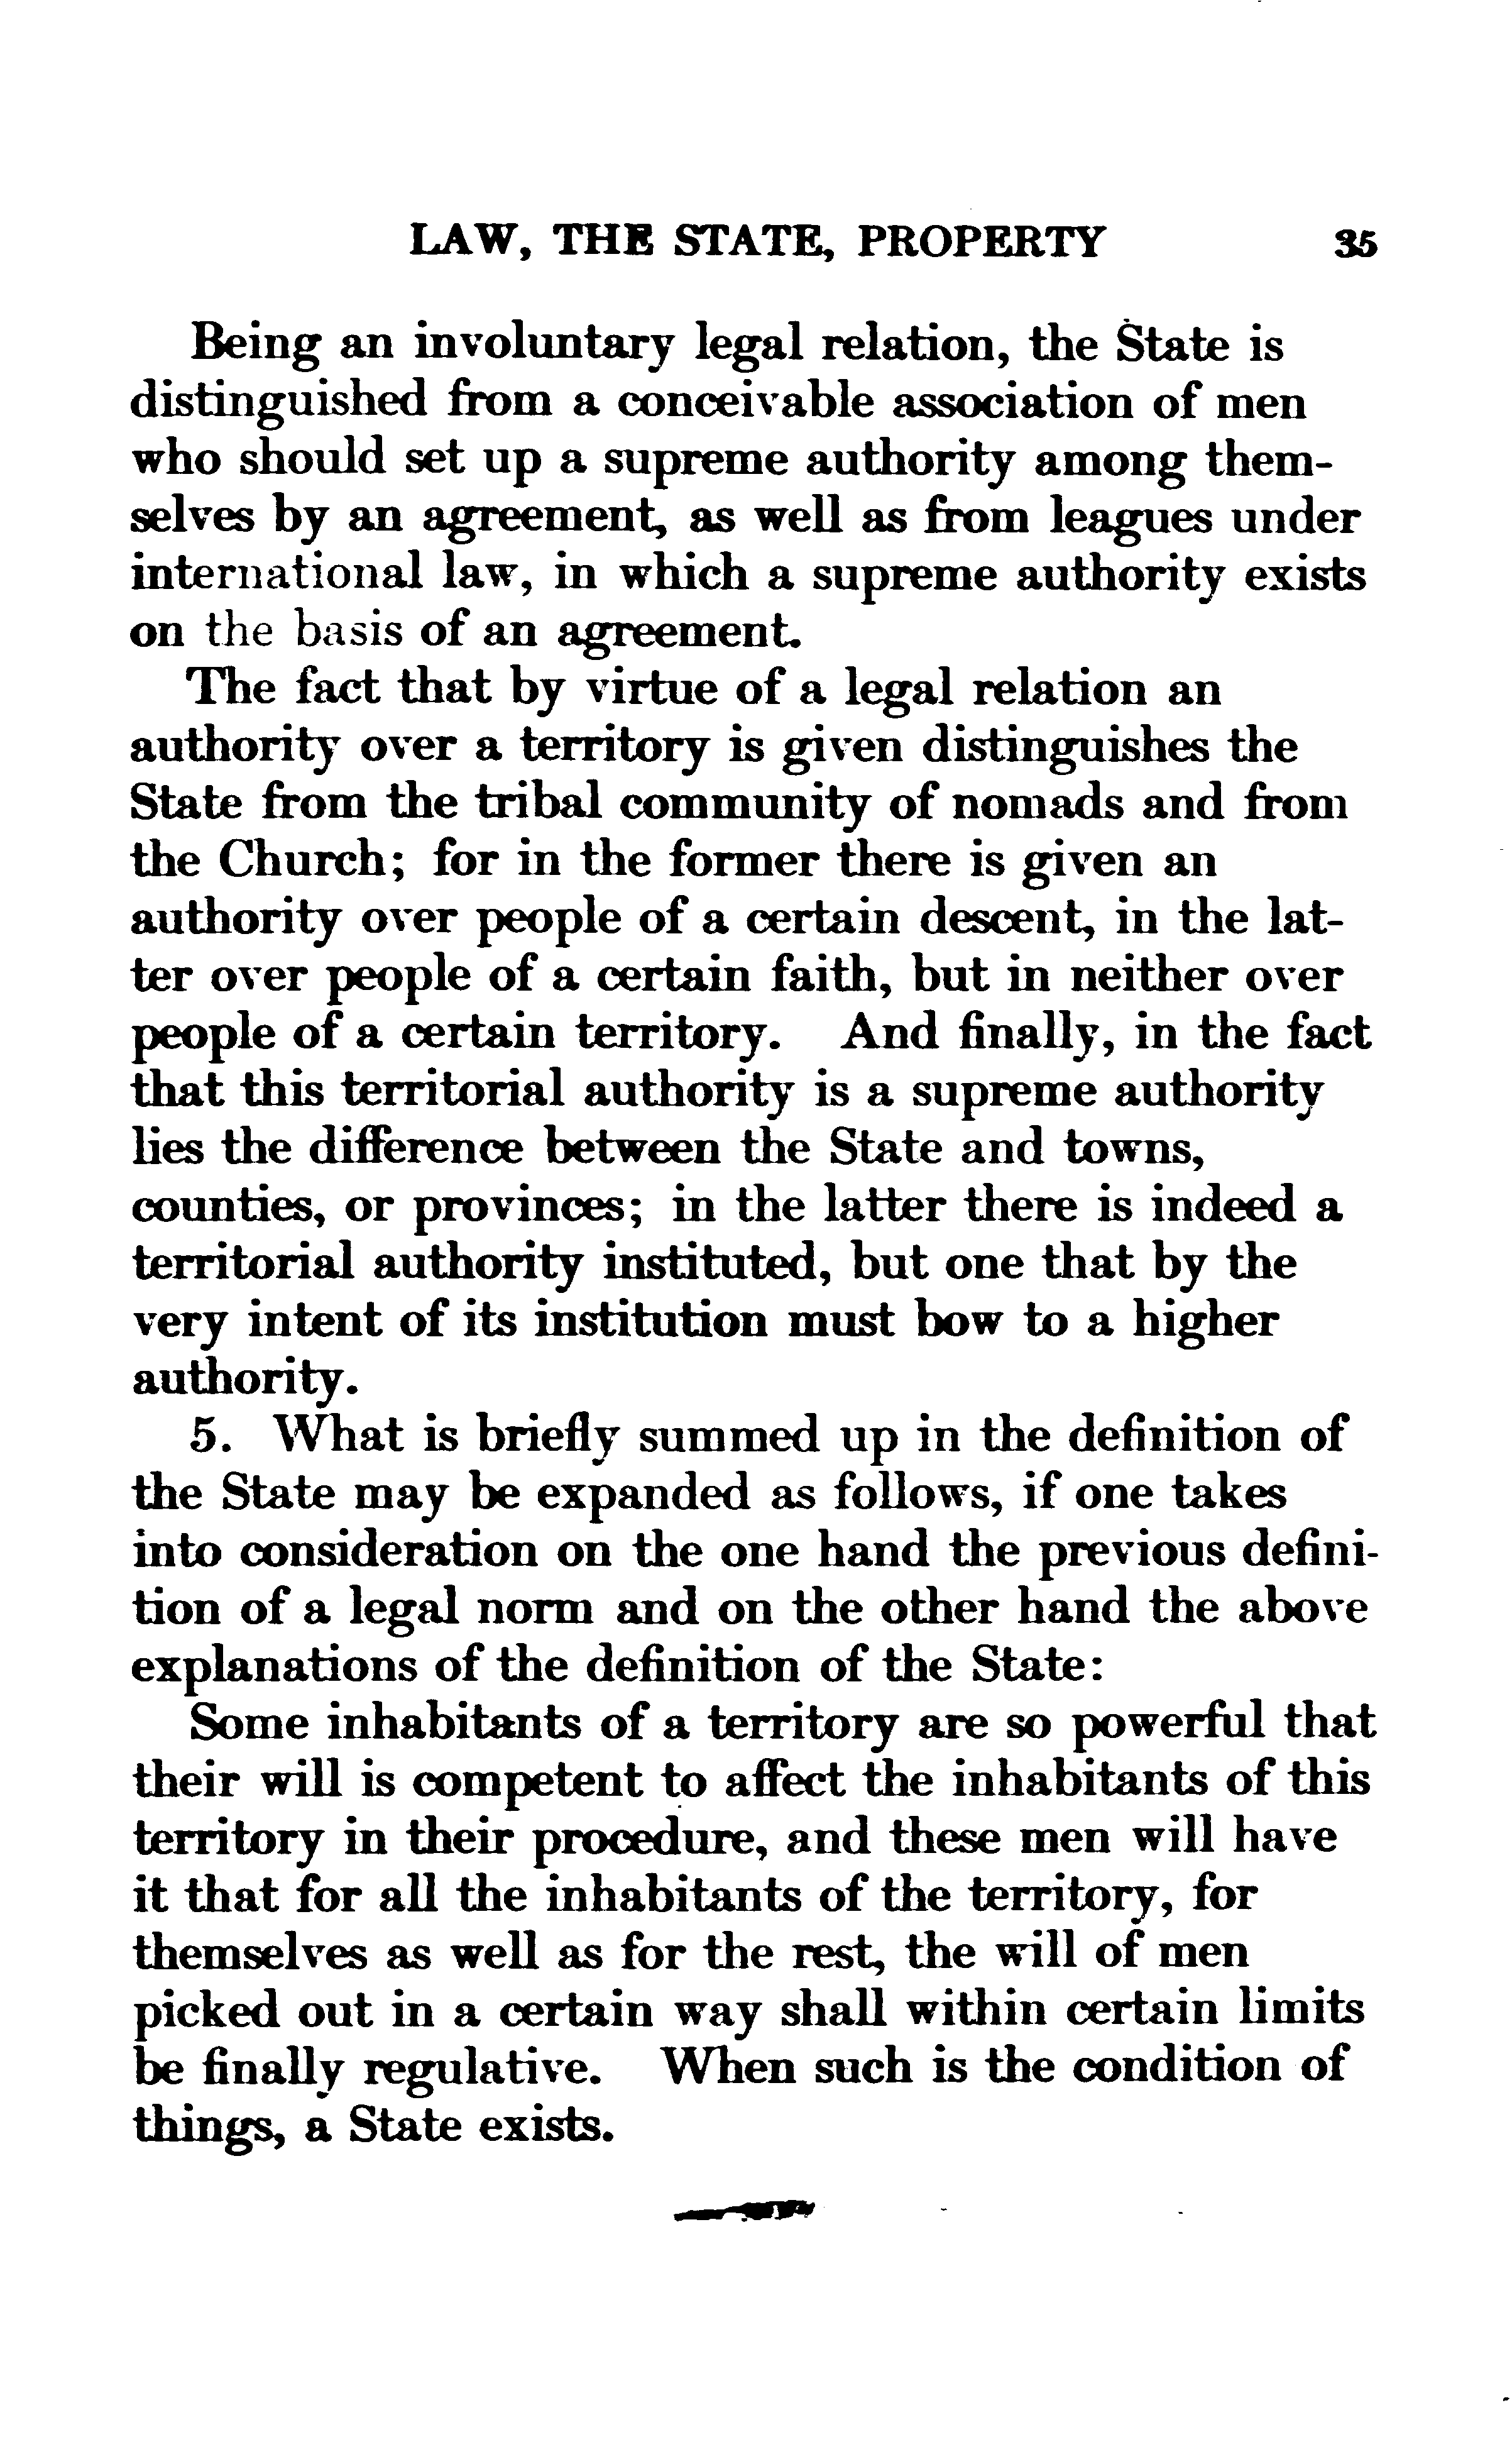 LAW, THE STATE, PROPERTY 35
Being an involuntary legal relation, the State is
distinguished from a conceivable association of men
who should set up a supreme authority among them-
selves by an agreement, as well as from leagues under
international law, in which a supreme authority exists
on the basis of an agreement.
The fact that by virtue of a legal relation an
authority over a territory is given distinguishes the
State from the tribal community of nomads and from
the Church; for in the former there is given an
authority over people of a certain descent, in the lat-
ter over people of a certain faith, but in neither over
people of a certain territory. And finally, in the fact
that this territorial authority is a supreme authority
lies the difference between the State and towns,
counties, or provinces; in the latter there is indeed a
territorial authority instituted, but one that by the
very intent of its institution must bow to a higher
authority.
5. What is briefly summed up in the definition of
the State may be expanded as follows, if one takes
into consideration on the one hand the previous defini-
tion of a legal norm and on the other hand the above
explanations of the definition of the State:
Some inhabitants of a territory are so powerful that
their will is competent to affect the inhabitants of this
territory in their procedure, and these men will have
it that for all the inhabitants of the territory, for
themselves as well as for the rest, the will of men
picked out in a certain way shall within certain limits
be finally regulative. When such is the condition of
things, a State exists.